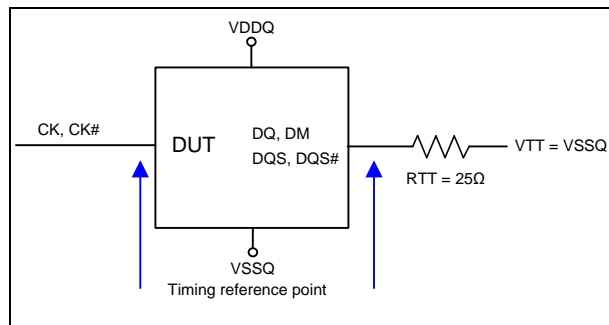 VDDQ
CK, CK#
DUT
DQ, DM
DQS, DQS#
VTT = VSSQ
RTT = 25Ω
VSSQ
Timing reference point